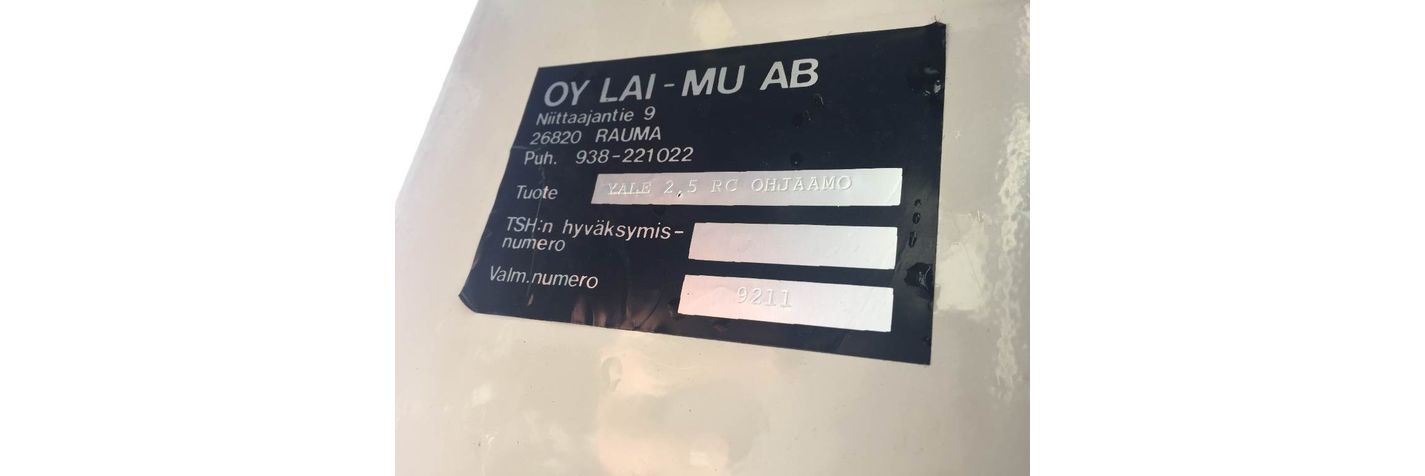 OY LAI-MU AB
Niittaajantie 9
26820 RAUMA
Puh. 938-221022
Tuote YALE 2,5 RC OHJAAMO
TSH:n hyväksymis-
numero
Valm.numero 9211